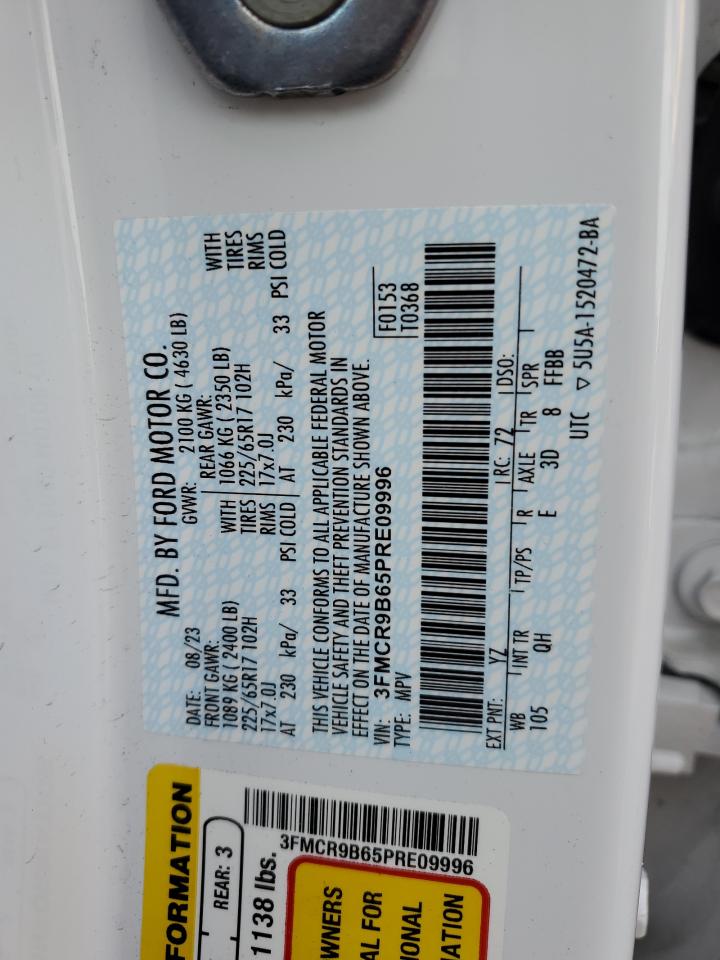 MFD. BY FORD MOTOR CO.
DATE: 08/23 GVWR: 2100 KG ( 4630 LB)
FRONT GAWR: REAR GAWR:
1089 KG ( 2400 LB) WITH 1066 KG ( 2350 LB) WITH
225/65R17 102H TIRES 225/65R17 102H TIRES
17x7.0J RIMS 17x7.0J RIMS
AT 230 kPa/ 33 PSI COLD AT 230 kPa/ 33 PSI COLD
THIS VEHICLE CONFORMS TO ALL APPLICABLE FEDERAL MOTOR
VEHICLE SAFETY AND THEFT PREVENTION STANDARDS IN
EFFECT ON THE DATE OF MANUFACTURE SHOWN ABOVE.
VIN: 3FMCR9B65PRE09996 F0153
TYPE: MPV T0368
EXT PNT: YZ RC: 72 DSO:
WB INT TR TP/PS R AXLE TR SPR
105 QH E 3D 8 FFBB
UTC ▽ 5U5A-1520472-BA
FORMATION
REAR: 3
1138 lbs.
3FMCR9B65PRE09996
OWNERS
AL FOR
IONAL
MATION